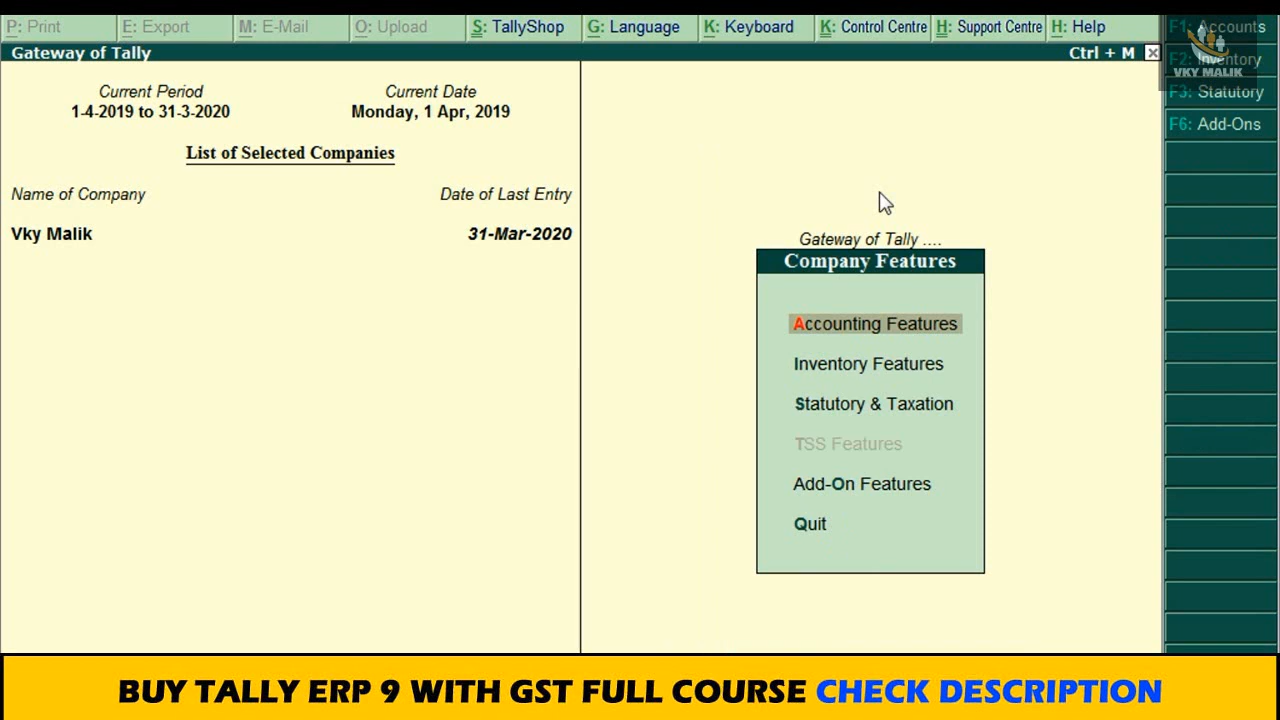 P: Print E: Export M: E-Mail O: Upload S: TallyShop G: Language K: Keyboard K: Control Centre H: Support Centre H: Help
Gateway of Tally Ctrl + M
Current Period Current Date
1-4-2019 to 31-3-2020 Monday, 1 Apr, 2019
List of Selected Companies
Name of Company Date of Last Entry
Vky Malik 31-Mar-2020
Gateway of Tally ....
Company Features
Accounting Features
Inventory Features
Statutory & Taxation
TSS Features
Add-On Features
Quit
F1: Accounts
F2: Inventory
VKY MALIK
F3: Statutory
F6: Add-Ons
BUY TALLY ERP 9 WITH GST FULL COURSE CHECK DESCRIPTION